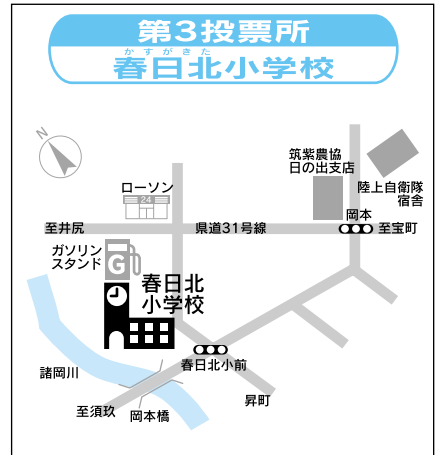 第3投票所
かすがきた
春日北小学校
N
筑紫農協
日の出支店
陸上自衛隊
宿舎
ローソン
24
岡本
至井尻
県道31号線
至宝町
ガソリン
スタンド
G
春日北
小学校
春日北小前
諸岡川
昇町
至須玖
岡本橋